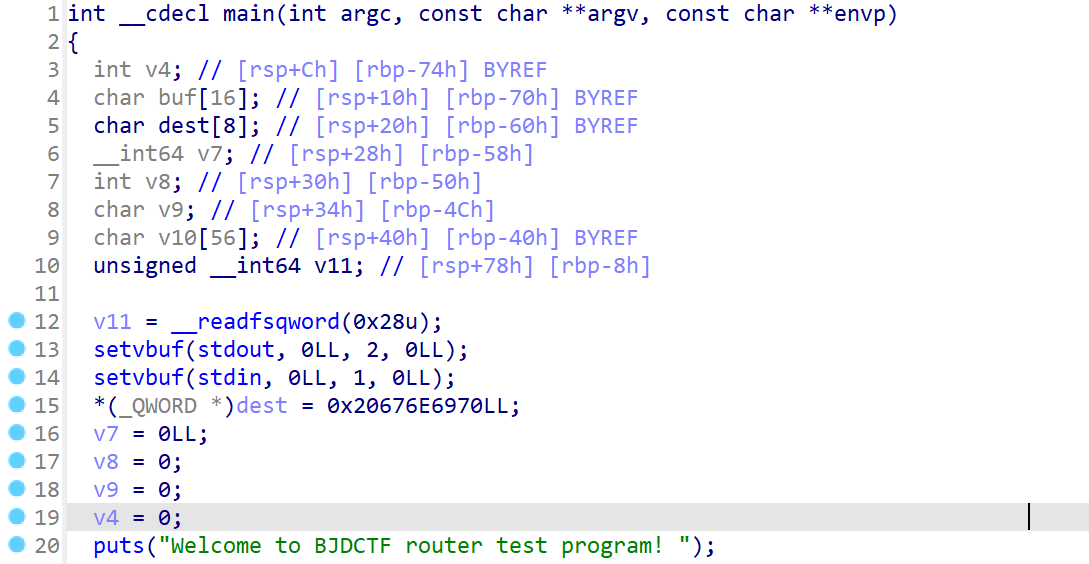 1 int __cdecl main(int argc, const char **argv, const char **envp)
2 {
3   int v4; // [rsp+Ch] [rbp-74h] BYREF
4   char buf[16]; // [rsp+10h] [rbp-70h] BYREF
5   char dest[8]; // [rsp+20h] [rbp-60h] BYREF
6   __int64 v7; // [rsp+28h] [rbp-58h]
7   int v8; // [rsp+30h] [rbp-50h]
8   char v9; // [rsp+34h] [rbp-4Ch]
9   char v10[56]; // [rsp+40h] [rbp-40h] BYREF
10   unsigned __int64 v11; // [rsp+78h] [rbp-8h]
11
12   v11 = __readfsqword(0x28u);
13   setvbuf(stdout, 0LL, 2, 0LL);
14   setvbuf(stdin, 0LL, 1, 0LL);
15   *(_QWORD *)dest = 0x20676E6970LL;
16   v7 = 0LL;
17   v8 = 0;
18   v9 = 0;
19   v4 = 0;
20   puts("Welcome to BJDCTF router test program! ");